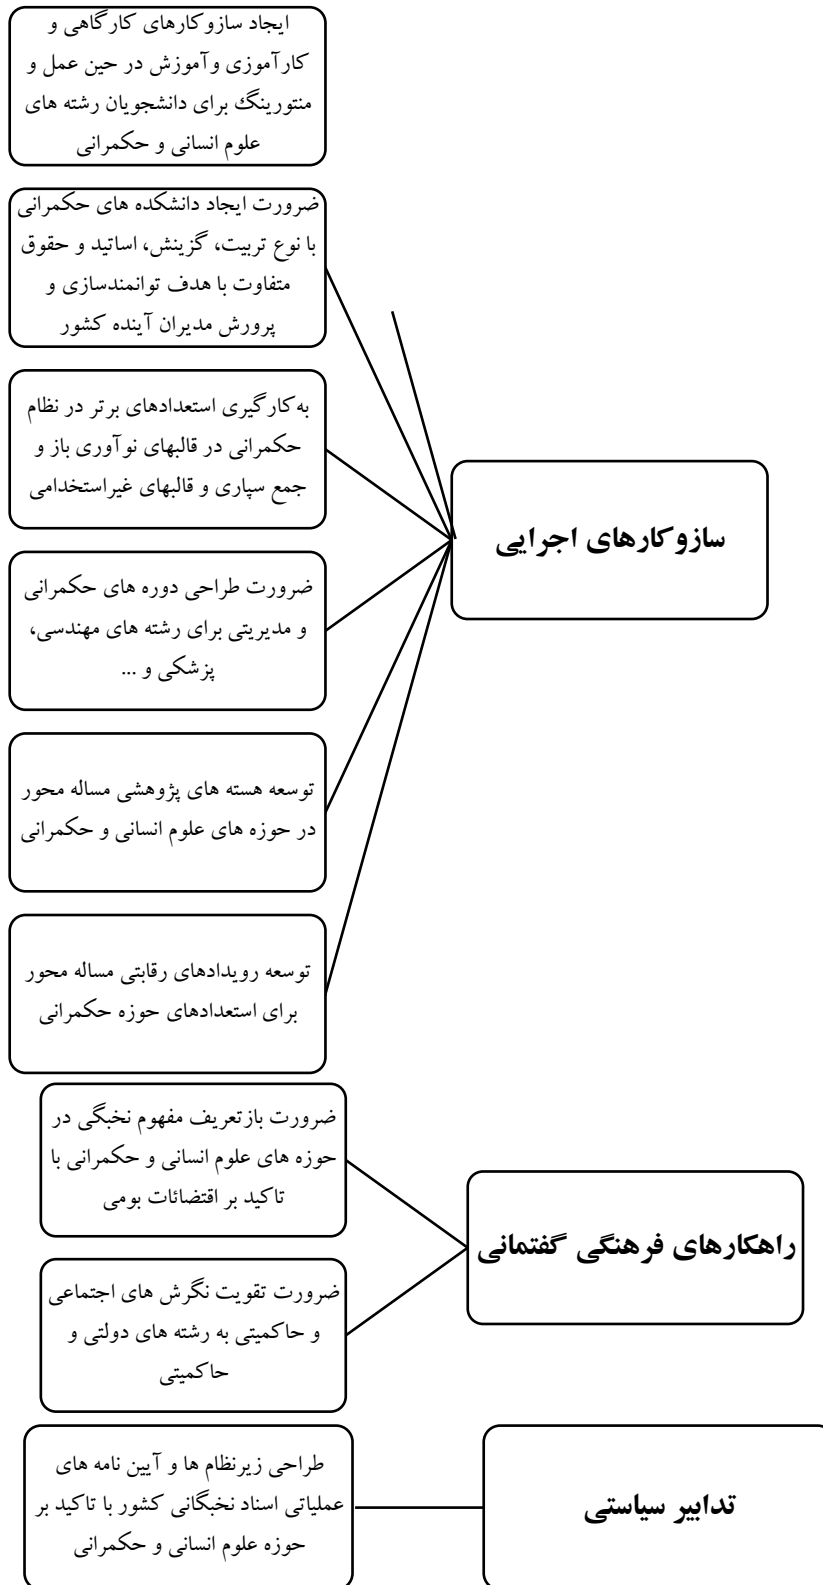 ایجاد سازوکارهای کارگاهی و
کارآموزی وآموزش در حین عمل و
منتورینگ برای دانشجویان رشته های
علوم انسانی و حکمرانی
ضرورت ایجاد دانشکده های حکمرانی
با نوع تربیت، گزینش، اساتید و حقوق
متفاوت با هدف توانمندسازی و
پرورش مدیران آینده کشور
به‌کارگیری استعدادهای برتر در نظام
حکمرانی در قالبهای نوآوری باز و
جمع سپاری و قالبهای غیراستخدامی
سازوکارهای اجرایی
ضرورت طراحی دوره های حکمرانی
و مدیریتی برای رشته های مهندسی،
پزشکی و ...
توسعه هسته های پژوهشی مساله محور
در حوزه های علوم انسانی و حکمرانی
توسعه رویدادهای رقابتی مساله محور
برای استعدادهای حوزه حکمرانی
ضرورت بازتعریف مفهوم نخبگی در
حوزه های علوم انسانی و حکمرانی با
تاکید بر اقتضائات بومی
راهکارهای فرهنگی گفتمانی
ضرورت تقویت نگرش های اجتماعی
و حاکمیتی به رشته های دولتی و
حاکمیتی
طراحی زیرنظام ها و آیین نامه های
عملیاتی اسناد نخبگانی کشور با تاکید بر
حوزه علوم انسانی و حکمرانی
تدابیر سیاستی